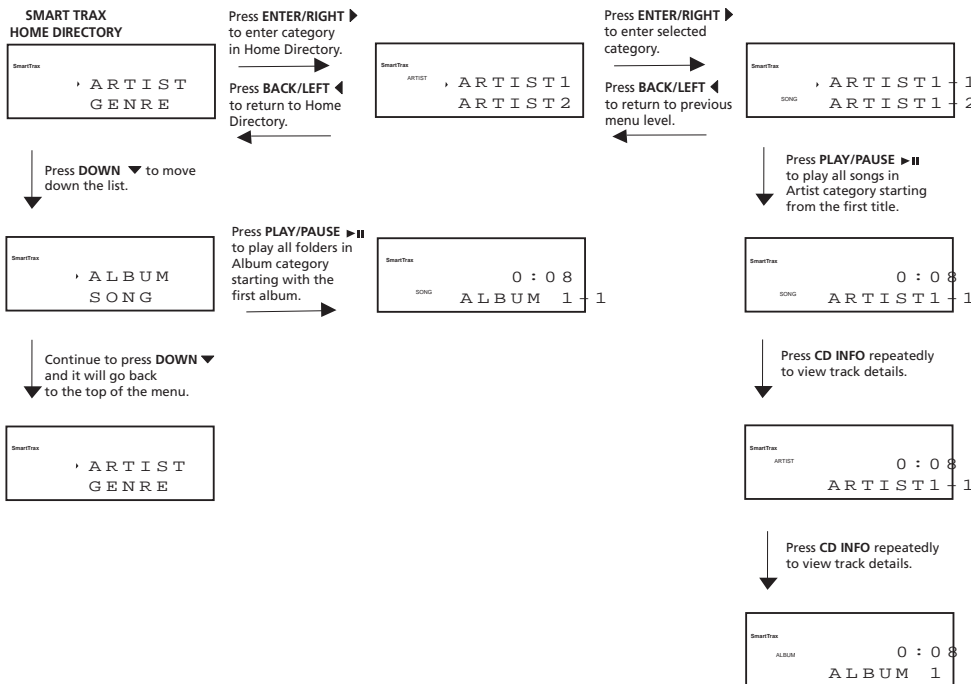 SMART TRAX
HOME DIRECTORY
SmartTrax
ARTIST
GENRE
Press ENTER/RIGHT
to enter category
in Home Directory.
Press BACK/LEFT
to return to Home
Directory.
SmartTrax
ARTIST
ARTIST1
ARTIST2
Press ENTER/RIGHT
to enter selected
category.
Press BACK/LEFT
to return to previous
menu level.
SmartTrax
ARTIST1-1
SONG
ARTIST1-2
Press DOWN to move
down the list.
Press PLAY/PAUSE
to play all songs in
Artist category starting
from the first title.
SmartTrax
ALBUM
SONG
Press PLAY/PAUSE
to play all folders in
Album category
starting with the
first album.
SmartTrax
0:08
SONG
ALBUM 1-1
SmartTrax
0:08
SONG
ARTIST1-1
Continue to press DOWN
and it will go back
to the top of the menu.
Press CD INFO repeatedly
to view track details.
SmartTrax
ARTIST
GENRE
SmartTrax
ARTIST
0:08
ARTIST1-1
Press CD INFO repeatedly
to view track details.
SmartTrax
ALBUM
0:08
ALBUM 1